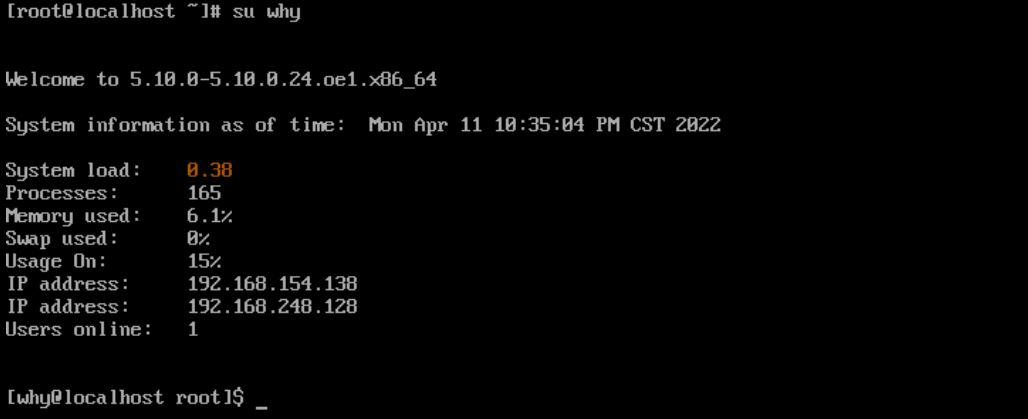 [root@localhost ~]# su why
Welcome to 5.10.0-5.10.0.24.oe1.x86_64
System information as of time:  Mon Apr 11 10:35:04 PM CST 2022
System load:    0.38
Processes:      165
Memory used:    6.1%
Swap used:      0%
Usage On:       15%
IP address:     192.168.154.138
IP address:     192.168.248.128
Users online:   1
[why@localhost root]$ _